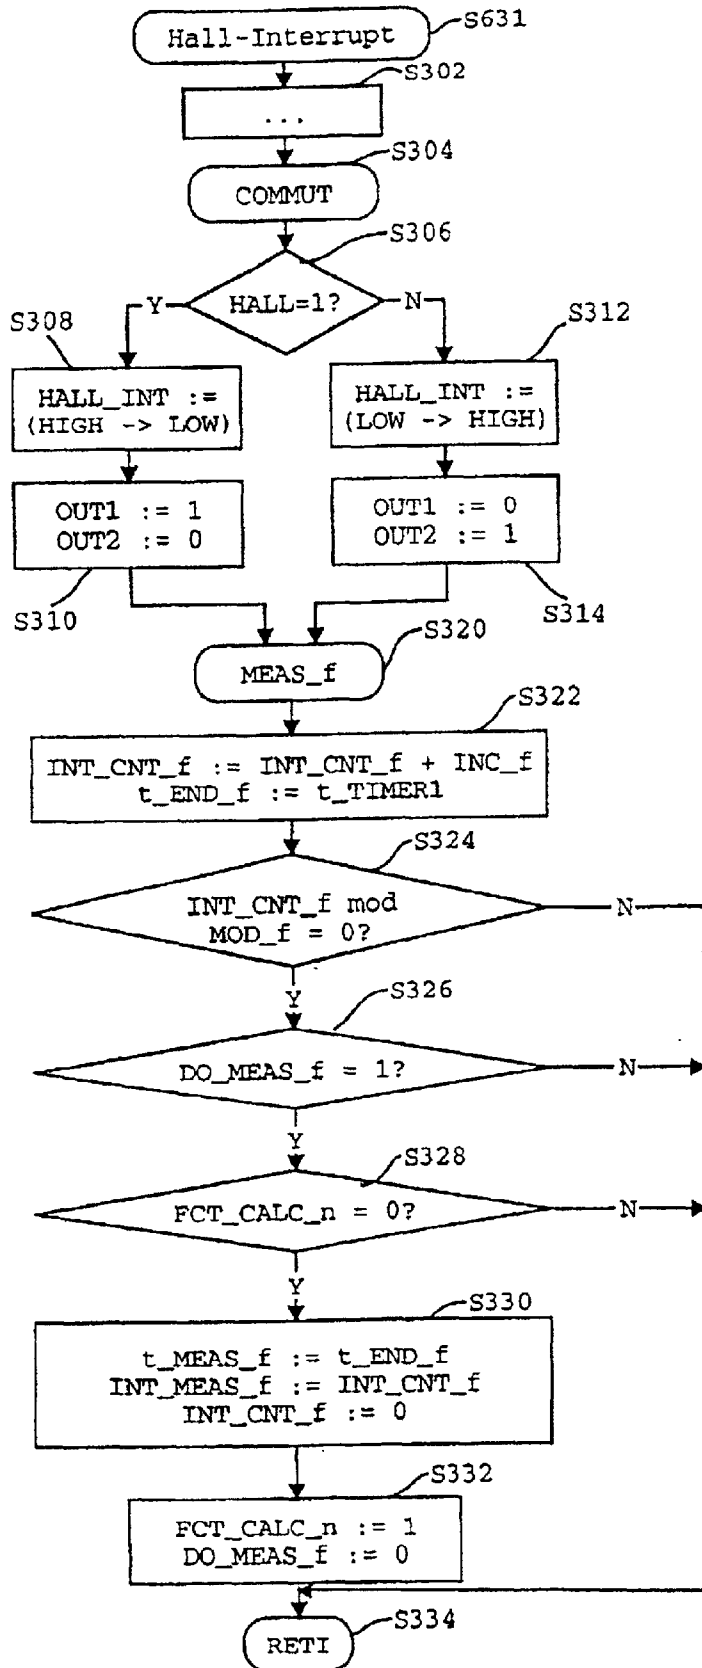 Hall-Interrupt
S631
S302
...
S304
COMMUT
S306
HALL=1?
Y
N
S308
S312
HALL_INT :=
(HIGH -> LOW)
HALL_INT :=
(LOW -> HIGH)
OUT1 := 1
OUT2 := 0
OUT1 := 0
OUT2 := 1
S310
S314
S320
MEAS_f
S322
INT_CNT_f := INT_CNT_f + INC_f
t_END_f := t_TIMER1
S324
INT_CNT_f mod
MOD_f = 0?
N
Y
S326
DO_MEAS_f = 1?
N
Y
S328
FCT_CALC_n = 0?
N
Y
S330
t_MEAS_f := t_END_f
INT_MEAS_f := INT_CNT_f
INT_CNT_f := 0
S332
FCT_CALC_n := 1
DO_MEAS_f := 0
S334
RETI